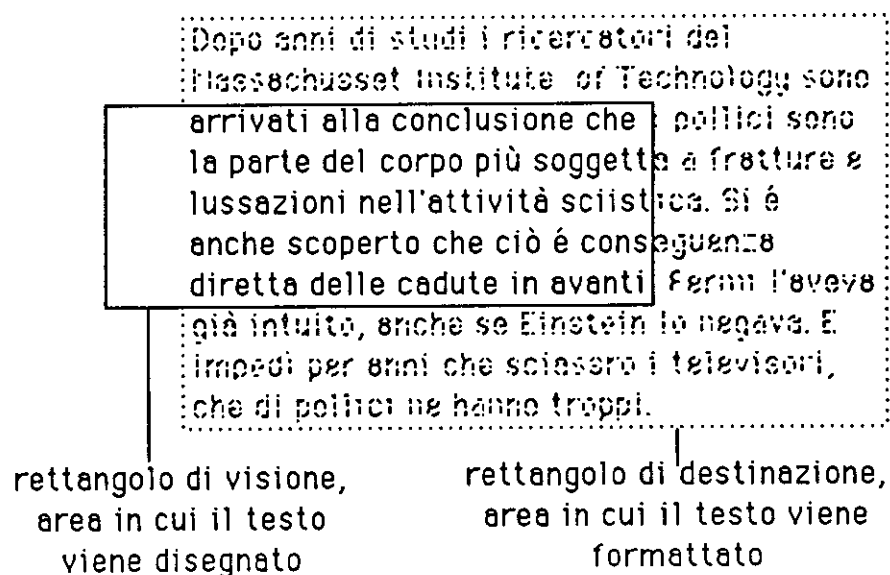 Dopo anni di studi i ricercatori del
Massachusset Institute of Technology sono
arrivati alla conclusione che i pollici sono
la parte del corpo più soggetta a fratture e
lussazioni nell'attività sciistica. Si é
anche scoperto che ciò é conseguenza
diretta delle cadute in avanti. Fermi l'aveva
già intuito, anche se Einstein lo negava. E
impedì per anni che sciassero i televisori,
che di pollici ne hanno troppi.
rettangolo di visione,
area in cui il testo
viene disegnato
rettangolo di destinazione,
area in cui il testo viene
formattato